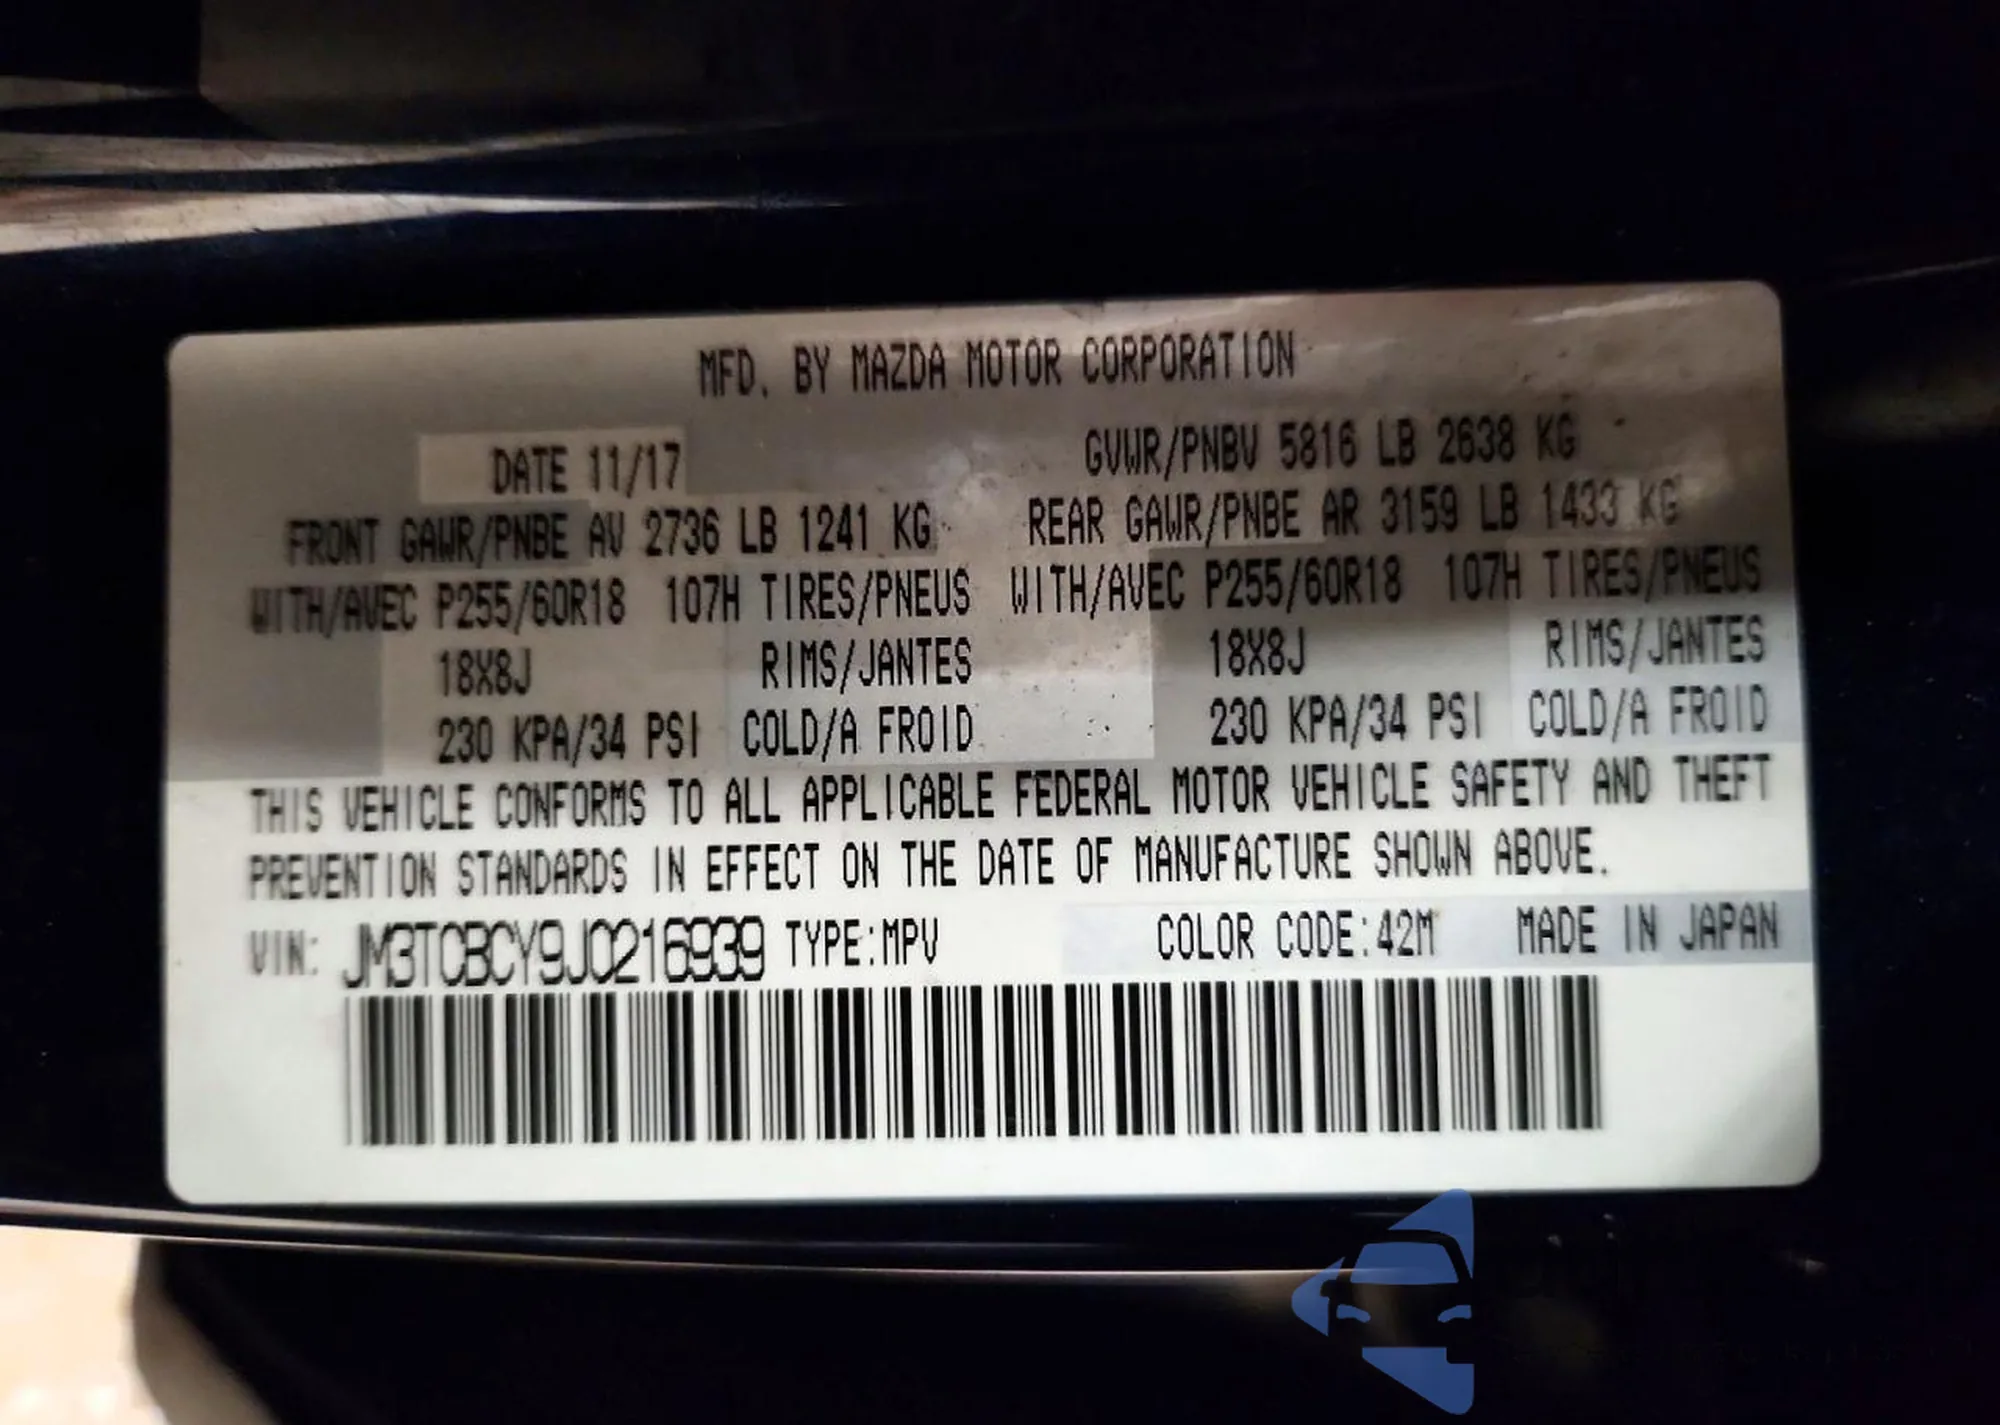 MFD. BY MAZDA MOTOR CORPORATION
DATE 11/17 GVWR/PNBV 5816 LB 2638 KG
FRONT GAWR/PNBE AV 2736 LB 1241 KG REAR GAWR/PNBE AR 3159 LB 1433 KG
WITH/AVEC P255/60R18 107H TIRES/PNEUS WITH/AVEC P255/60R18 107H TIRES/PNEUS
18X8J RIMS/JANTES 18X8J RIMS/JANTES
230 KPA/34 PSI COLD/A FROID 230 KPA/34 PSI COLD/A FROID
THIS VEHICLE CONFORMS TO ALL APPLICABLE FEDERAL MOTOR VEHICLE SAFETY AND THEFT
PREVENTION STANDARDS IN EFFECT ON THE DATE OF MANUFACTURE SHOWN ABOVE.
VIN: JM3TCBCY9J0216939 TYPE:MPV COLOR CODE:42M MADE IN JAPAN